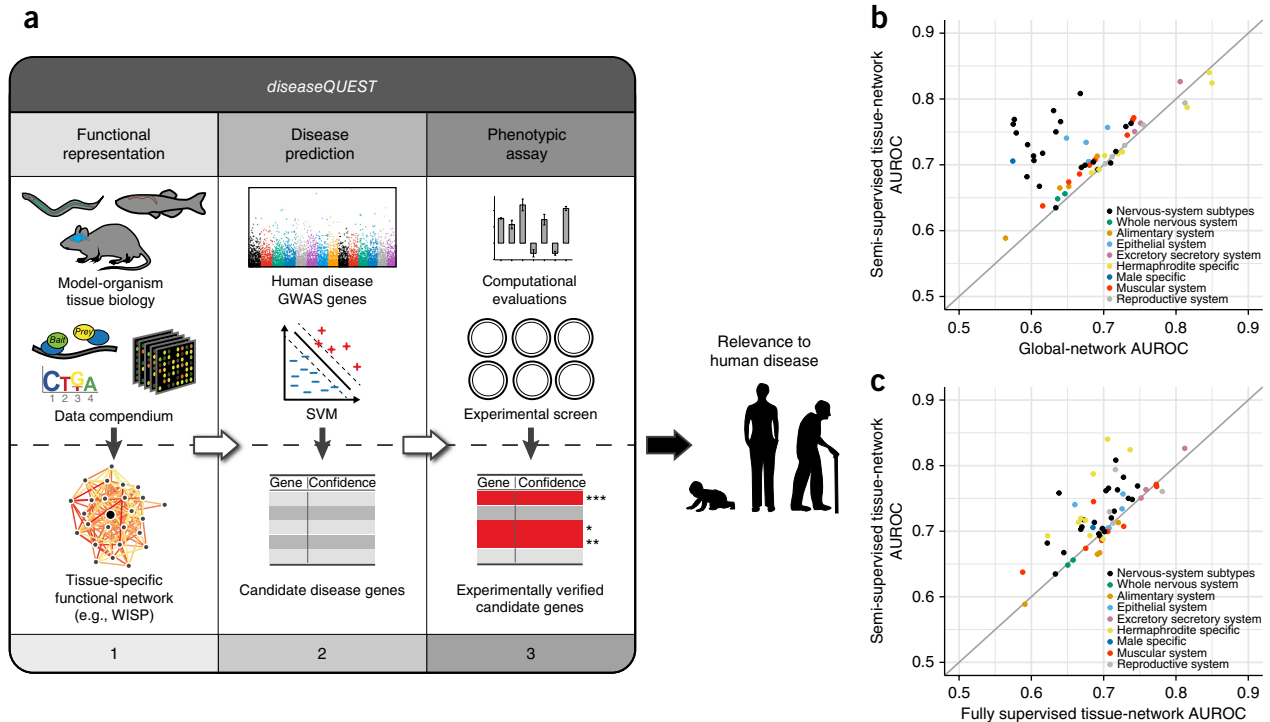 a
diseaseQUEST
Functional
representation
Disease
prediction
Phenotypic
assay
Model-organism
tissue biology
Human disease
GWAS genes
Computational
evaluations
Bait
Prey
CTGA
T
1 2 3 4
Data compendium
SVM
Experimental screen
Gene Confidence
Gene Confidence
***
*
**
Tissue-specific
functional network
(e.g., WISP)
Candidate disease genes
Experimentally verified
candidate genes
1
2
3
Relevance to
human disease
b
Semi-supervised tissue-network
AUROC
0.9
0.8
0.7
0.6
0.5
Nervous-system subtypes
Whole nervous system
Alimentary system
Epithelial system
Excretory secretory system
Hermaphrodite specific
Male specific
Muscular system
Reproductive system
0.5 0.6 0.7 0.8 0.9
Global-network AUROC
c
Semi-supervised tissue-network
AUROC
0.9
0.8
0.7
0.6
0.5
Nervous-system subtypes
Whole nervous system
Alimentary system
Epithelial system
Excretory secretory system
Hermaphrodite specific
Male specific
Muscular system
Reproductive system
0.5 0.6 0.7 0.8 0.9
Fully supervised tissue-network AUROC